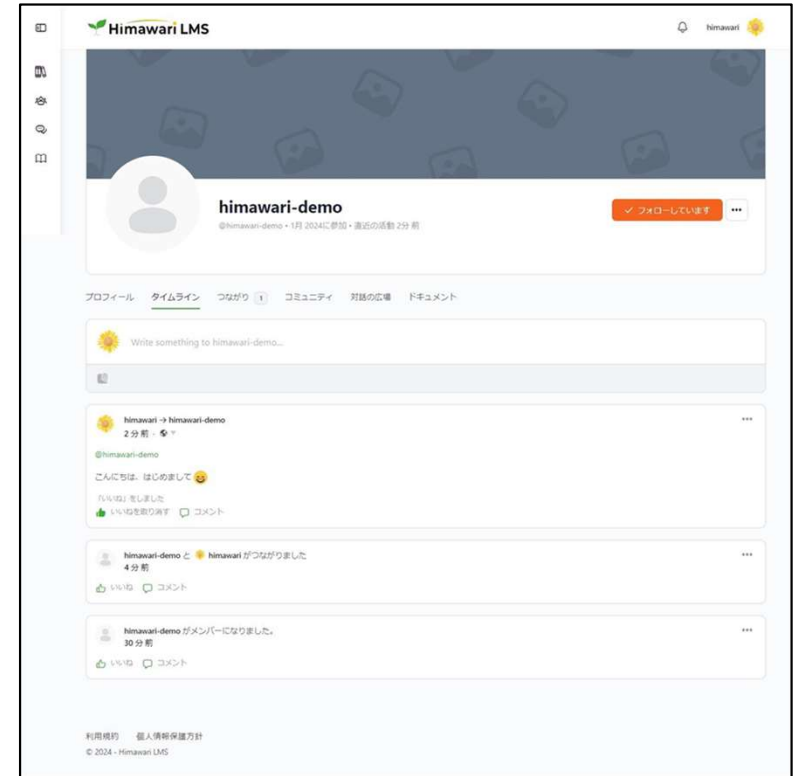 Himawari LMS
himawari
himawari-demo
@himawari-demo • 1月 2024に参加 • 直近の活動 2分 前
✓ フォローしています
プロフィール タイムライン つながり 1 コミュニティ 対話の広場 ドキュメント
Write something to himawari-demo...
himawari → himawari-demo
2 分 前
@himawari-demo
こんにちは、はじめまして😄
「いいね」をしました
いいねを取り消す コメント
himawari-demo と himawari がつながりました
4 分 前
いいね コメント
himawari-demo がメンバーになりました。
30 分 前
いいね コメント
利用規約 個人情報保護方針
© 2024 - Himawari LMS